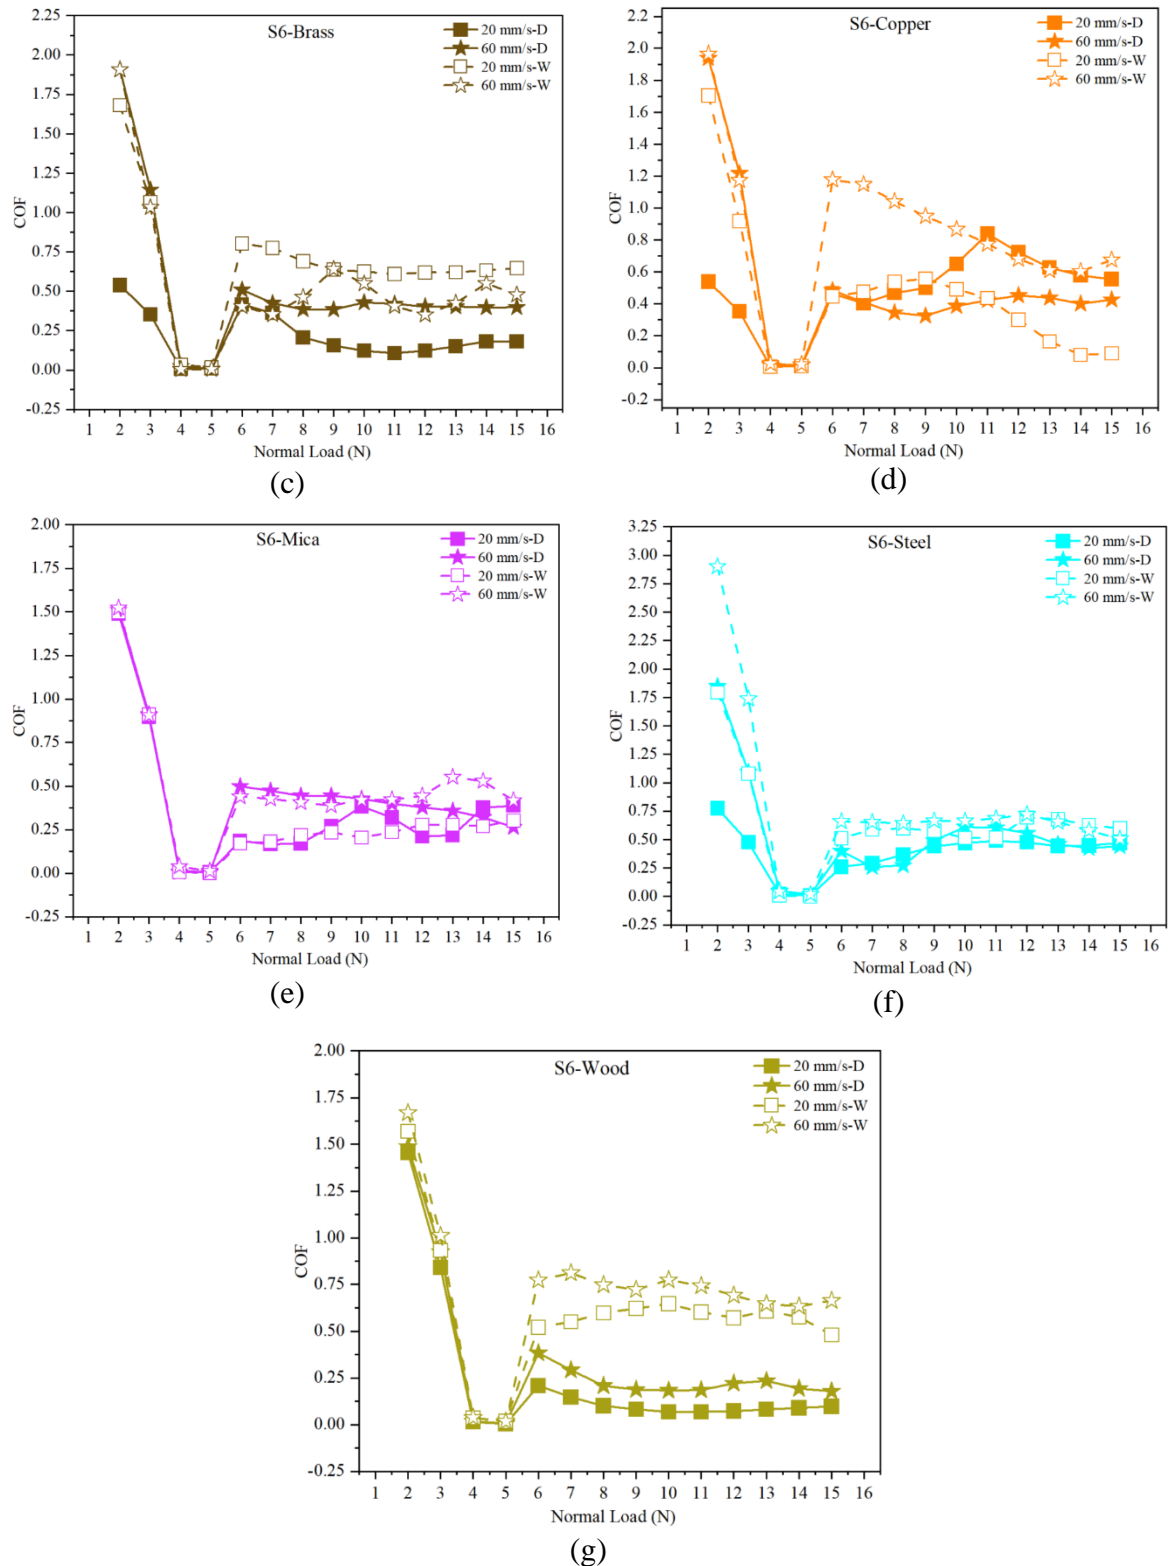 S6-Brass
20 mm/s-D
60 mm/s-D
20 mm/s-W
60 mm/s-W
2.25
2.00
1.75
1.50
1.25
1.00
0.75
0.50
0.25
0.00
-0.25
COF
1 2 3 4 5 6 7 8 9 10 11 12 13 14 15 16
Normal Load (N)
(c)
S6-Copper
20 mm/s-D
60 mm/s-D
20 mm/s-W
60 mm/s-W
2.2
2.0
1.8
1.6
1.4
1.2
1.0
0.8
0.6
0.4
0.2
0.0
-0.2
COF
1 2 3 4 5 6 7 8 9 10 11 12 13 14 15 16
Normal Load (N)
(d)
S6-Mica
20 mm/s-D
60 mm/s-D
20 mm/s-W
60 mm/s-W
2.00
1.75
1.50
1.25
1.00
0.75
0.50
0.25
0.00
-0.25
COF
1 2 3 4 5 6 7 8 9 10 11 12 13 14 15 16
Normal Load (N)
(e)
S6-Steel
20 mm/s-D
60 mm/s-D
20 mm/s-W
60 mm/s-W
3.25
3.00
2.75
2.50
2.25
2.00
1.75
1.50
1.25
1.00
0.75
0.50
0.25
0.00
-0.25
COF
1 2 3 4 5 6 7 8 9 10 11 12 13 14 15 16
Normal Load (N)
(f)
S6-Wood
20 mm/s-D
60 mm/s-D
20 mm/s-W
60 mm/s-W
2.00
1.75
1.50
1.25
1.00
0.75
0.50
0.25
0.00
-0.25
COF
1 2 3 4 5 6 7 8 9 10 11 12 13 14 15 16
Normal Load (N)
(g)